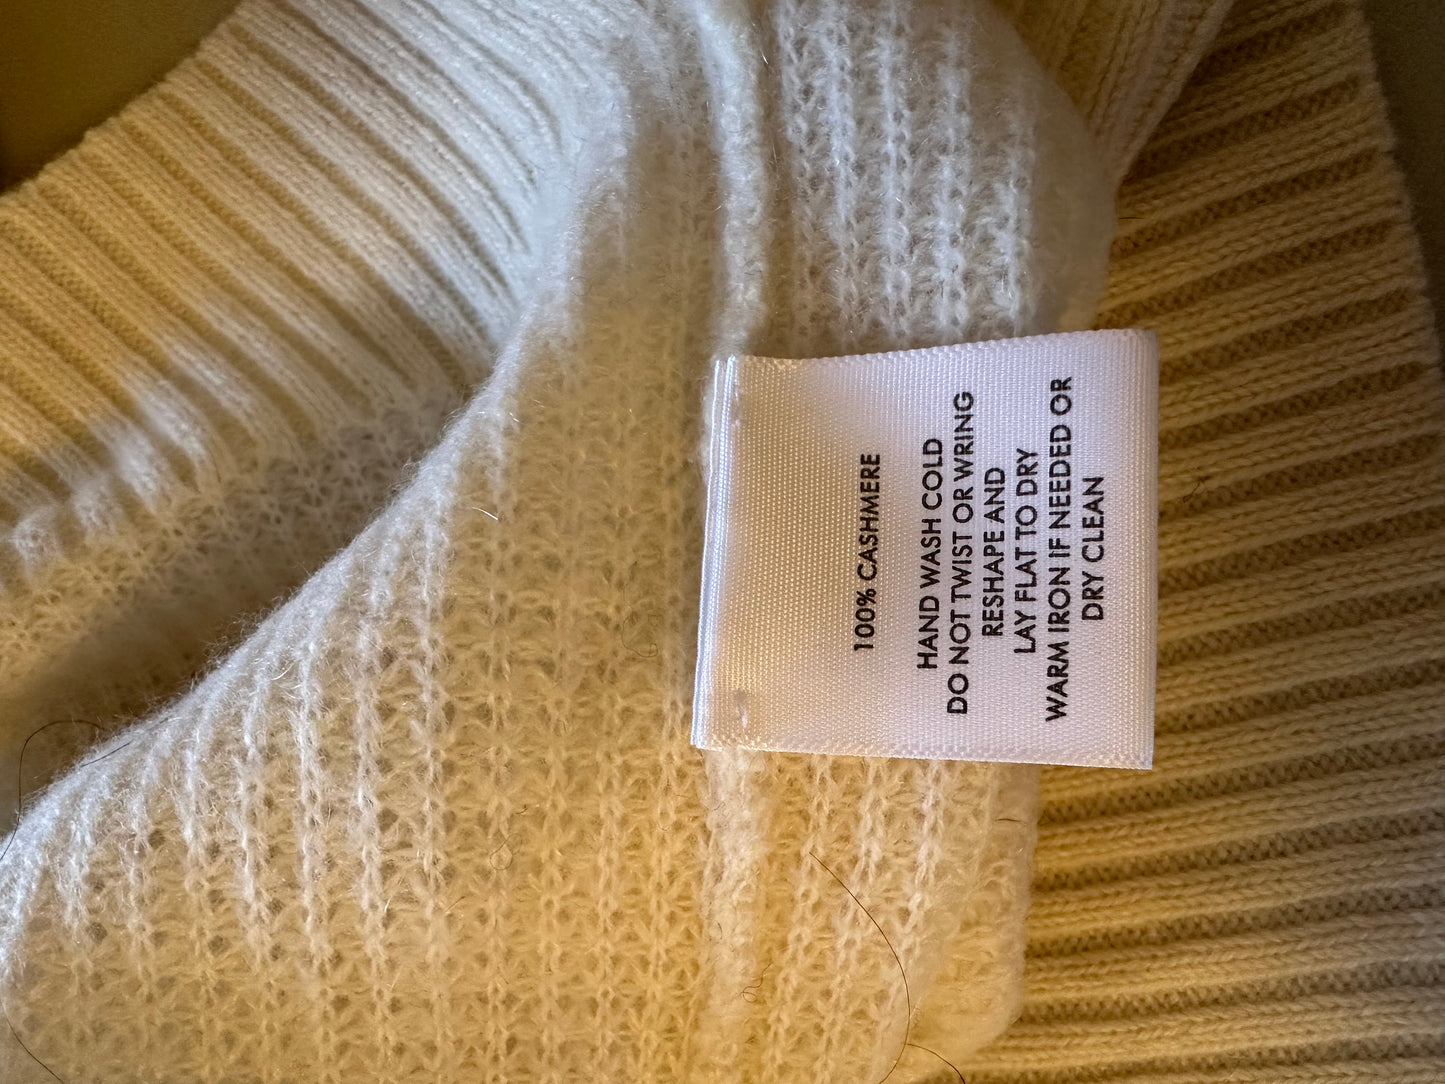 100% CASHMERE
HAND WASH COLD
DO NOT TWIST OR WRING
RESHAPE AND
LAY FLAT TO DRY
WARM IRON IF NEEDED OR
DRY CLEAN